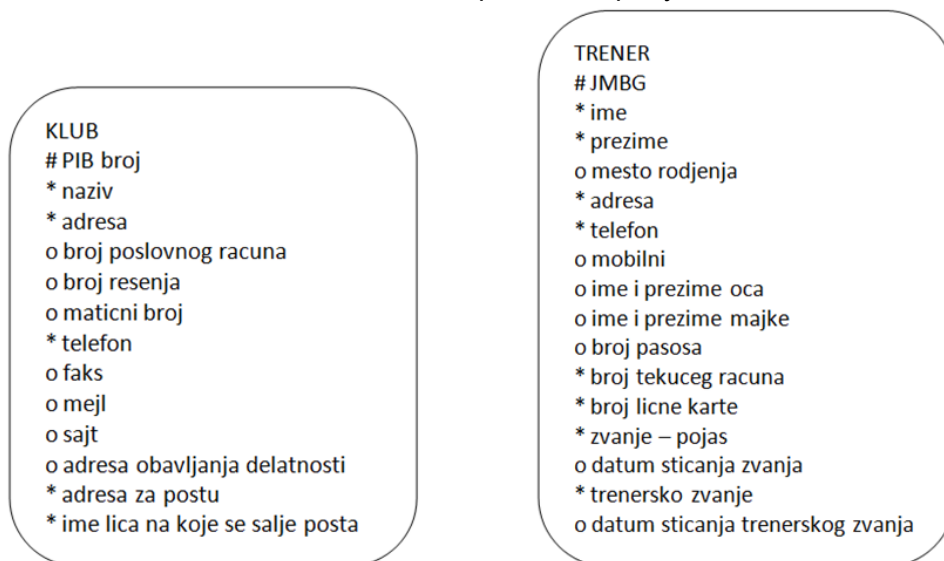 KLUB
# PIB broj
* naziv
* adresa
o broj poslovnog racuna
o broj resenja
o maticni broj
* telefon
o faks
o mejl
o sajt
o adresa obavljanja delatnosti
* adresa za postu
* ime lica na koje se salje posta
TRENER
# JMBG
* ime
* prezime
o mesto rodjenja
* adresa
* telefon
o mobilni
o ime i prezime oca
o ime i prezime majke
o broj pasosa
* broj tekuceg racuna
* broj licne karte
* zvanje – pojas
o datum sticanja zvanja
* trenersko zvanje
o datum sticanja trenerskog zvanja